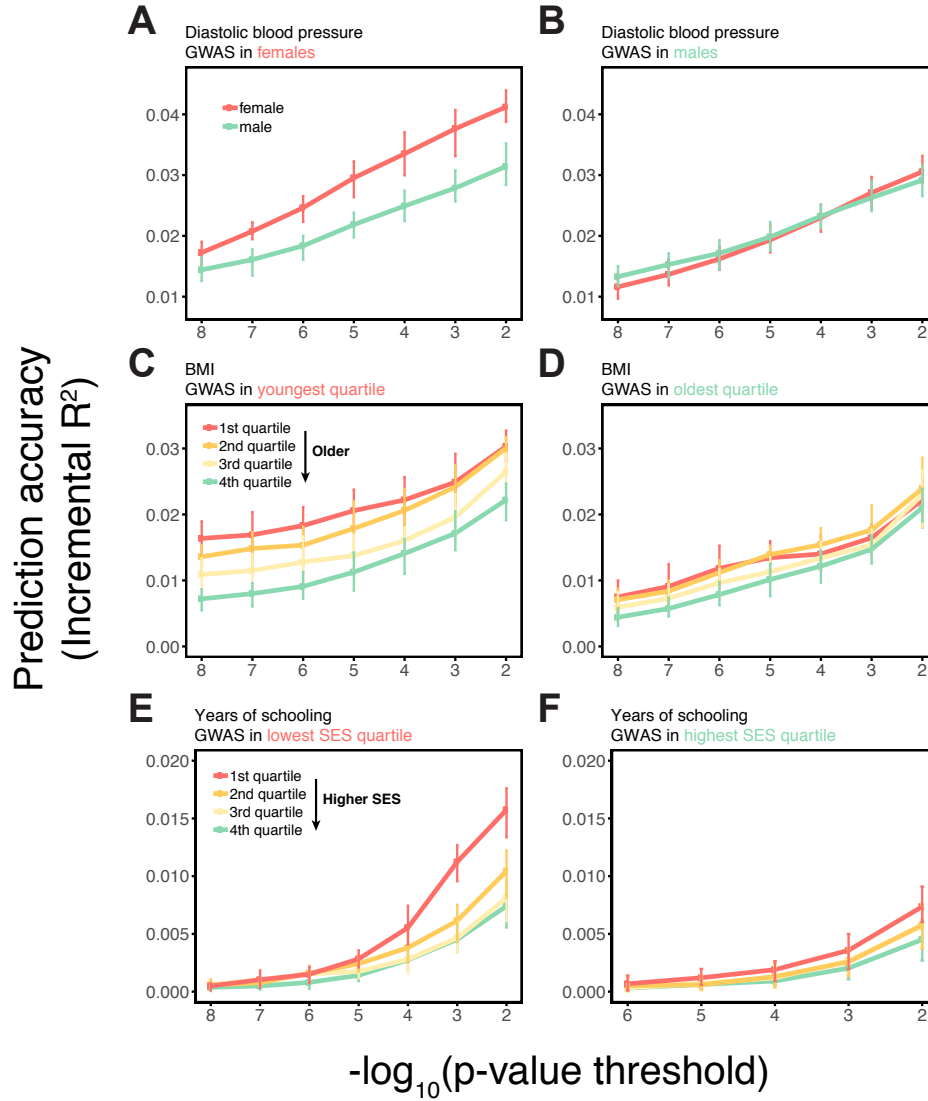 A
Diastolic blood pressure
GWAS in females
female
male
0.04
0.03
0.02
0.01
8 7 6 5 4 3 2
B
Diastolic blood pressure
GWAS in males
0.04
0.03
0.02
0.01
8 7 6 5 4 3 2
C
BMI
GWAS in youngest quartile
1st quartile
2nd quartile
3rd quartile
4th quartile
Older
0.03
0.02
0.01
0.00
8 7 6 5 4 3 2
D
BMI
GWAS in oldest quartile
0.03
0.02
0.01
0.00
8 7 6 5 4 3 2
E
Years of schooling
GWAS in lowest SES quartile
1st quartile
2nd quartile
3rd quartile
4th quartile
Higher SES
0.020
0.015
0.010
0.005
0.000
8 7 6 5 4 3 2
F
Years of schooling
GWAS in highest SES quartile
0.020
0.015
0.010
0.005
0.000
6 5 4 3 2
Prediction accuracy
(Incremental R²)
-log₁₀(p-value threshold)